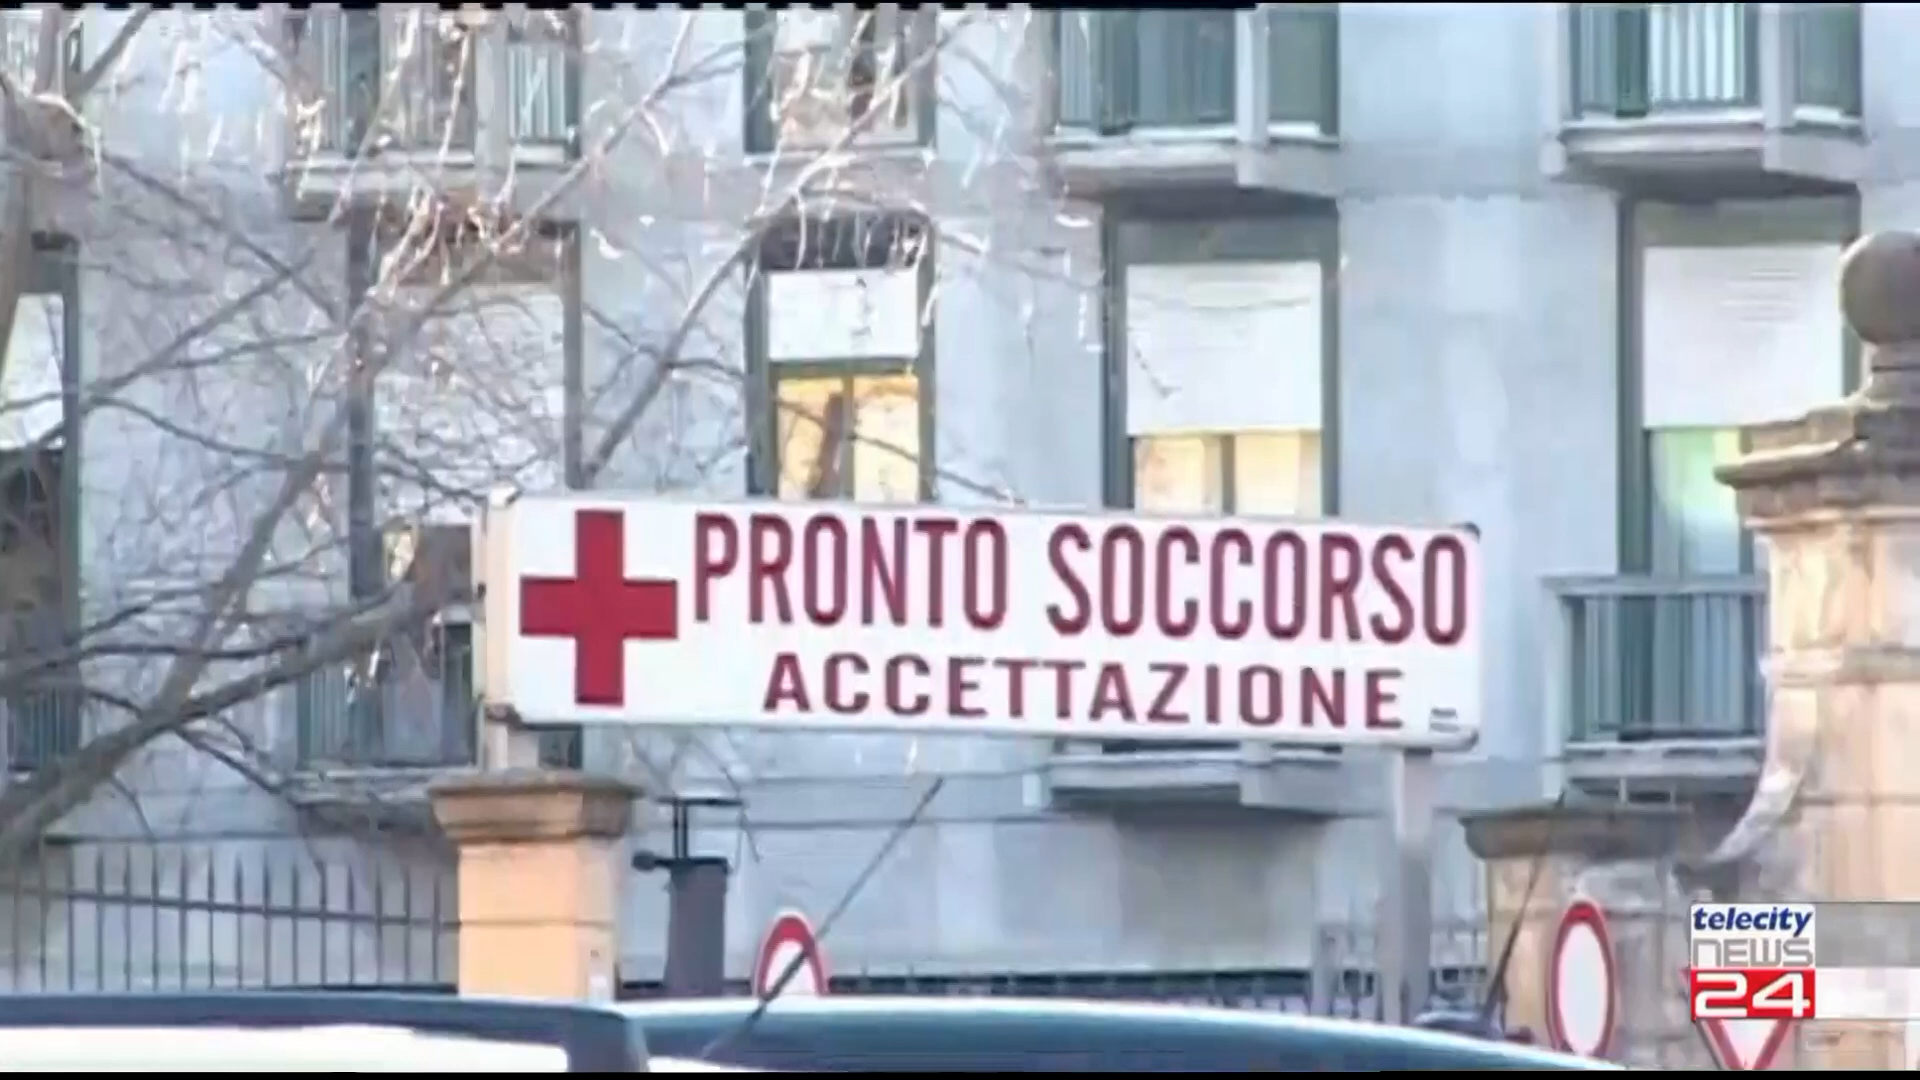 PRONTO SOCCORSO
ACCETTAZIONE
telecity
NEWS
24